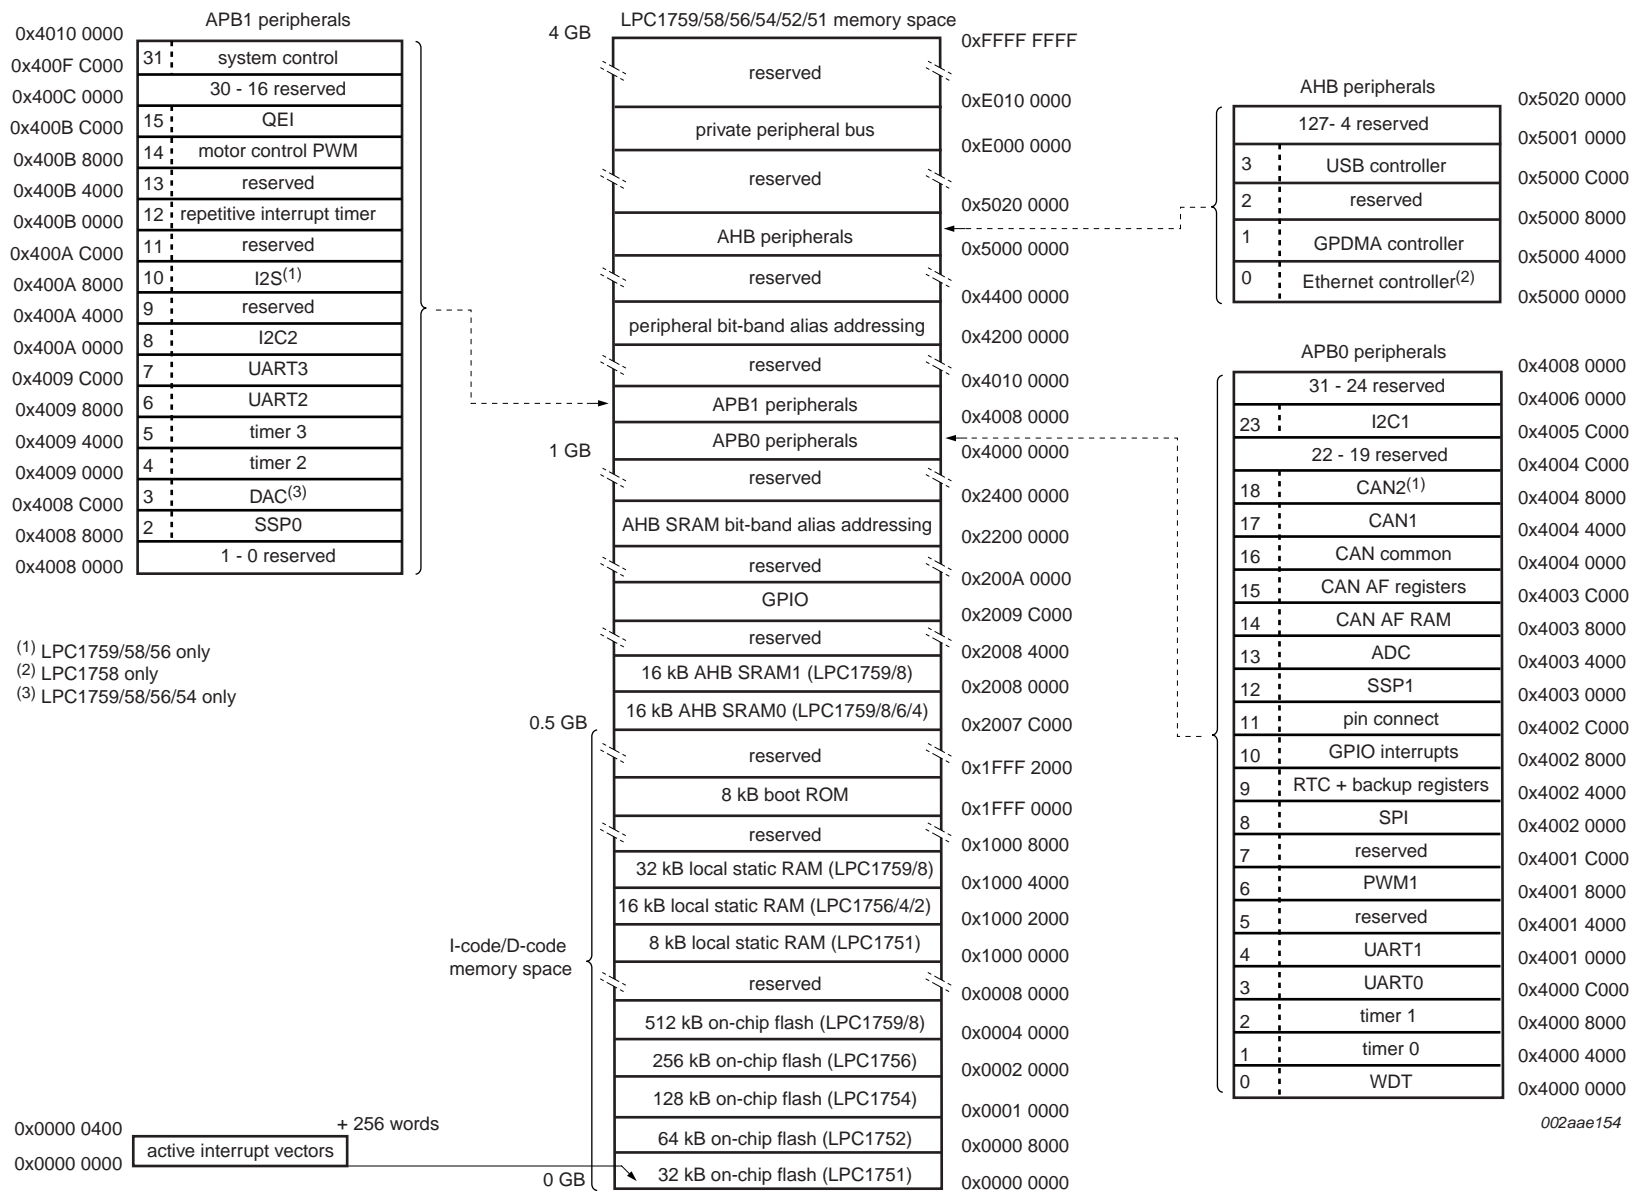 APB1 peripherals
0x4010 0000
31 system control
0x400F C000
30 - 16 reserved
0x400C 0000
15 QEI
0x400B C000
14 motor control PWM
0x400B 8000
13 reserved
0x400B 4000
12 repetitive interrupt timer
0x400B 0000
11 reserved
0x400A C000
10 I2S(1)
0x400A 8000
9 reserved
0x400A 4000
8 I2C2
0x400A 0000
7 UART3
0x4009 C000
6 UART2
0x4009 8000
5 timer 3
0x4009 4000
4 timer 2
0x4009 0000
3 DAC(3)
0x4008 C000
2 SSP0
0x4008 8000
1 - 0 reserved
0x4008 0000
(1) LPC1759/58/56 only
(2) LPC1758 only
(3) LPC1759/58/56/54 only
0x0000 0400
+ 256 words
active interrupt vectors
0x0000 0000
LPC1759/58/56/54/52/51 memory space
4 GB
0xFFFF FFFF
reserved
0xE010 0000
private peripheral bus
0xE000 0000
reserved
0x5020 0000
AHB peripherals
0x5000 0000
reserved
0x4400 0000
peripheral bit-band alias addressing
0x4200 0000
reserved
0x4010 0000
APB1 peripherals
0x4008 0000
APB0 peripherals
1 GB
0x4000 0000
reserved
0x2400 0000
AHB SRAM bit-band alias addressing
0x2200 0000
reserved
0x200A 0000
GPIO
0x2009 C000
reserved
0x2008 4000
16 kB AHB SRAM1 (LPC1759/8)
0x2008 0000
16 kB AHB SRAM0 (LPC1759/8/6/4)
0.5 GB
0x2007 C000
reserved
0x1FFF 2000
8 kB boot ROM
0x1FFF 0000
reserved
0x1000 8000
32 kB local static RAM (LPC1759/8)
0x1000 4000
16 kB local static RAM (LPC1756/4/2)
0x1000 2000
8 kB local static RAM (LPC1751)
0x1000 0000
I-code/D-code
memory space
reserved
0x0008 0000
512 kB on-chip flash (LPC1759/8)
0x0004 0000
256 kB on-chip flash (LPC1756)
0x0002 0000
128 kB on-chip flash (LPC1754)
0x0001 0000
64 kB on-chip flash (LPC1752)
0x0000 8000
32 kB on-chip flash (LPC1751)
0 GB
0x0000 0000
AHB peripherals
0x5020 0000
127- 4 reserved
0x5001 0000
3 USB controller
0x5000 C000
2 reserved
0x5000 8000
1 GPDMA controller
0x5000 4000
0 Ethernet controller(2)
0x5000 0000
APB0 peripherals
0x4008 0000
31 - 24 reserved
0x4006 0000
23 I2C1
0x4005 C000
22 - 19 reserved
0x4004 C000
18 CAN2(1)
0x4004 8000
17 CAN1
0x4004 4000
16 CAN common
0x4004 0000
15 CAN AF registers
0x4003 C000
14 CAN AF RAM
0x4003 8000
13 ADC
0x4003 4000
12 SSP1
0x4003 0000
11 pin connect
0x4002 C000
10 GPIO interrupts
0x4002 8000
9 RTC + backup registers
0x4002 4000
8 SPI
0x4002 0000
7 reserved
0x4001 C000
6 PWM1
0x4001 8000
5 reserved
0x4001 4000
4 UART1
0x4001 0000
3 UART0
0x4000 C000
2 timer 1
0x4000 8000
1 timer 0
0x4000 4000
0 WDT
0x4000 0000
002aae154